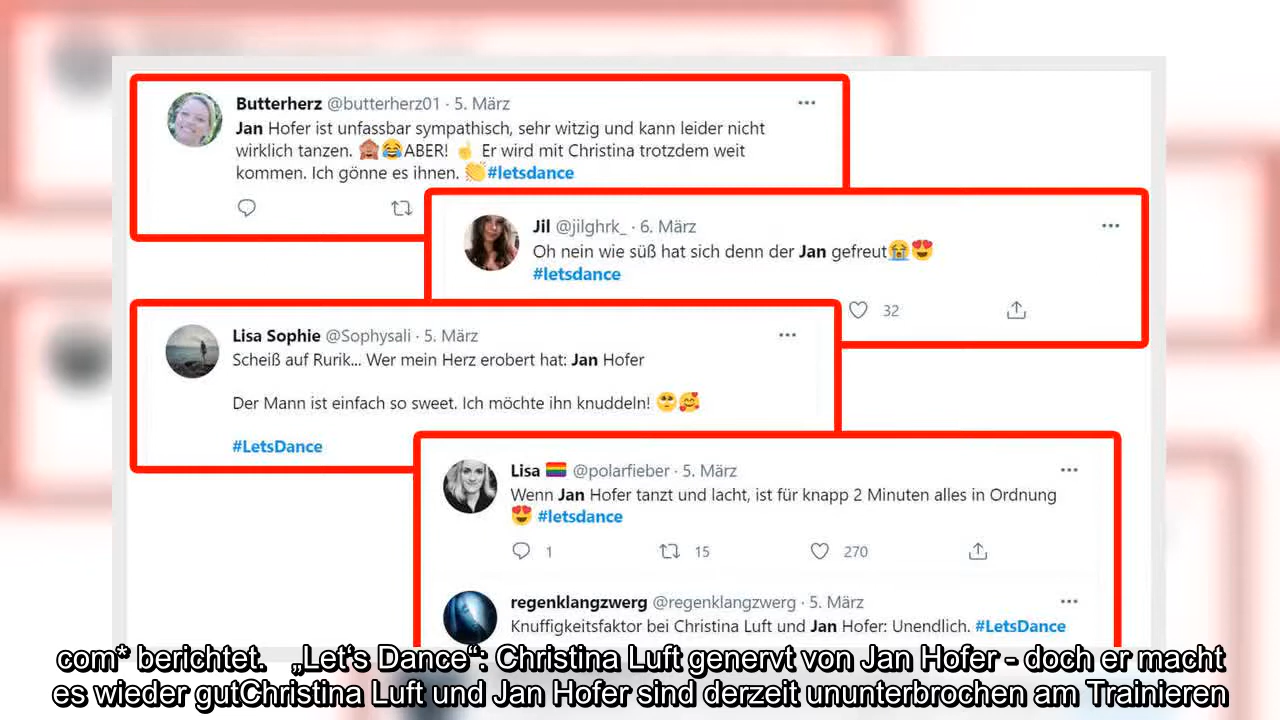 Butterherz @butterherz01 · 5. März
Jan Hofer ist unfassbar sympathisch, sehr witzig und kann leider nicht
wirklich tanzen. 🙈😂ABER! ☝ Er wird mit Christina trotzdem weit
kommen. Ich gönne es ihnen. 👏#letsdance
Jil @jilghrk_ · 6. März
Oh nein wie süß hat sich denn der Jan gefreut😭😍
#letsdance
32
Lisa Sophie @Sophysali · 5. März
Scheiß auf Rurik... Wer mein Herz erobert hat: Jan Hofer
Der Mann ist einfach so sweet. Ich möchte ihn knuddeln! 🥺🥰
#LetsDance
Lisa 🏳️‍🌈 @polarfieber · 5. März
Wenn Jan Hofer tanzt und lacht, ist für knapp 2 Minuten alles in Ordnung
😍 #letsdance
1 15 270
regenklangzwerg @regenklangzwerg · 5. März
Knuffigkeitsfaktor bei Christina Luft und Jan Hofer: Unendlich. #LetsDance
com* berichtet. „Let's Dance“: Christina Luft genervt von Jan Hofer - doch er macht
es wieder gutChristina Luft und Jan Hofer sind derzeit ununterbrochen am Trainieren